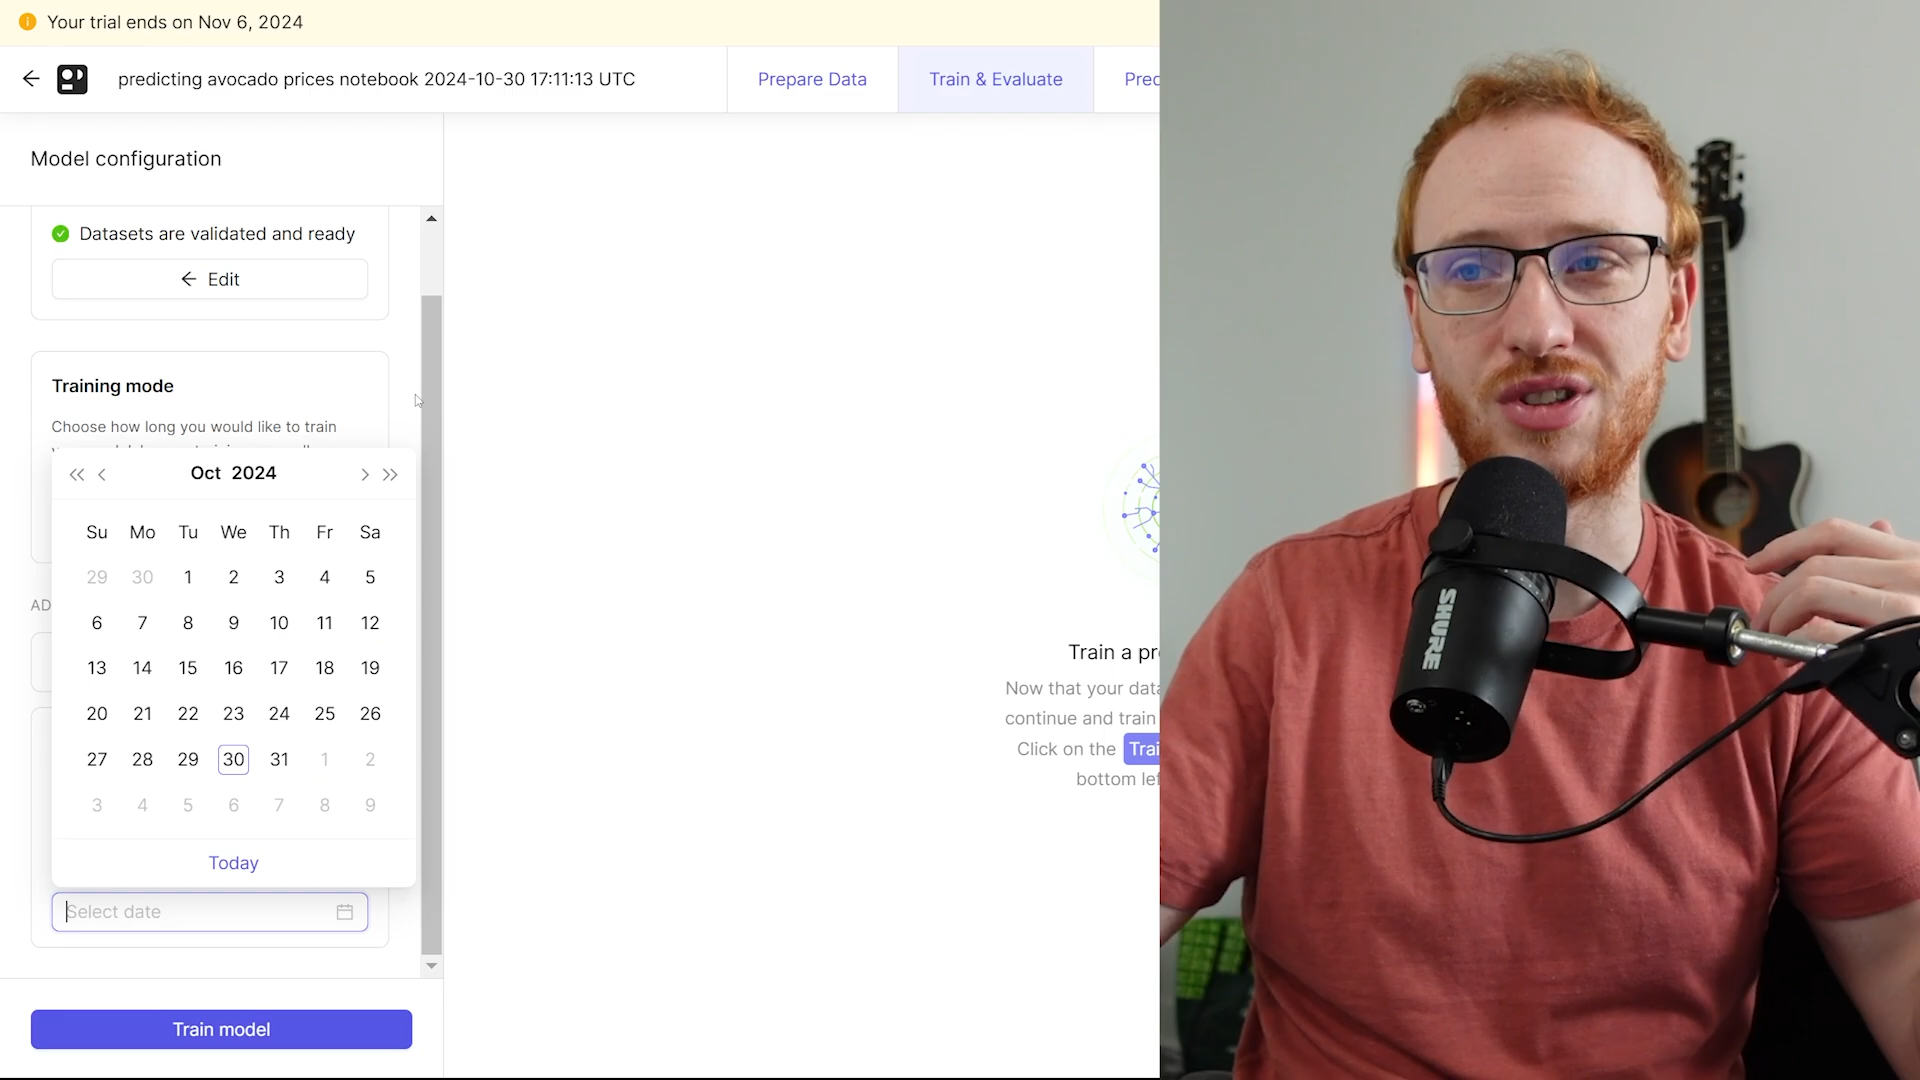 Your trial ends on Nov 6, 2024
predicting avocado prices notebook 2024-10-30 17:11:13 UTC
Prepare Data
Train & Evaluate
Model configuration
Datasets are validated and ready
Edit
Training mode
Choose how long you would like to train
Oct 2024
Su Mo Tu We Th Fr Sa
29 30 1 2 3 4 5
6 7 8 9 10 11 12
13 14 15 16 17 18 19
20 21 22 23 24 25 26
27 28 29 30 31 1 2
3 4 5 6 7 8 9
Today
Select date
Train model
Train a
Now that your
continue and train
Click on the
bottom
SHURE